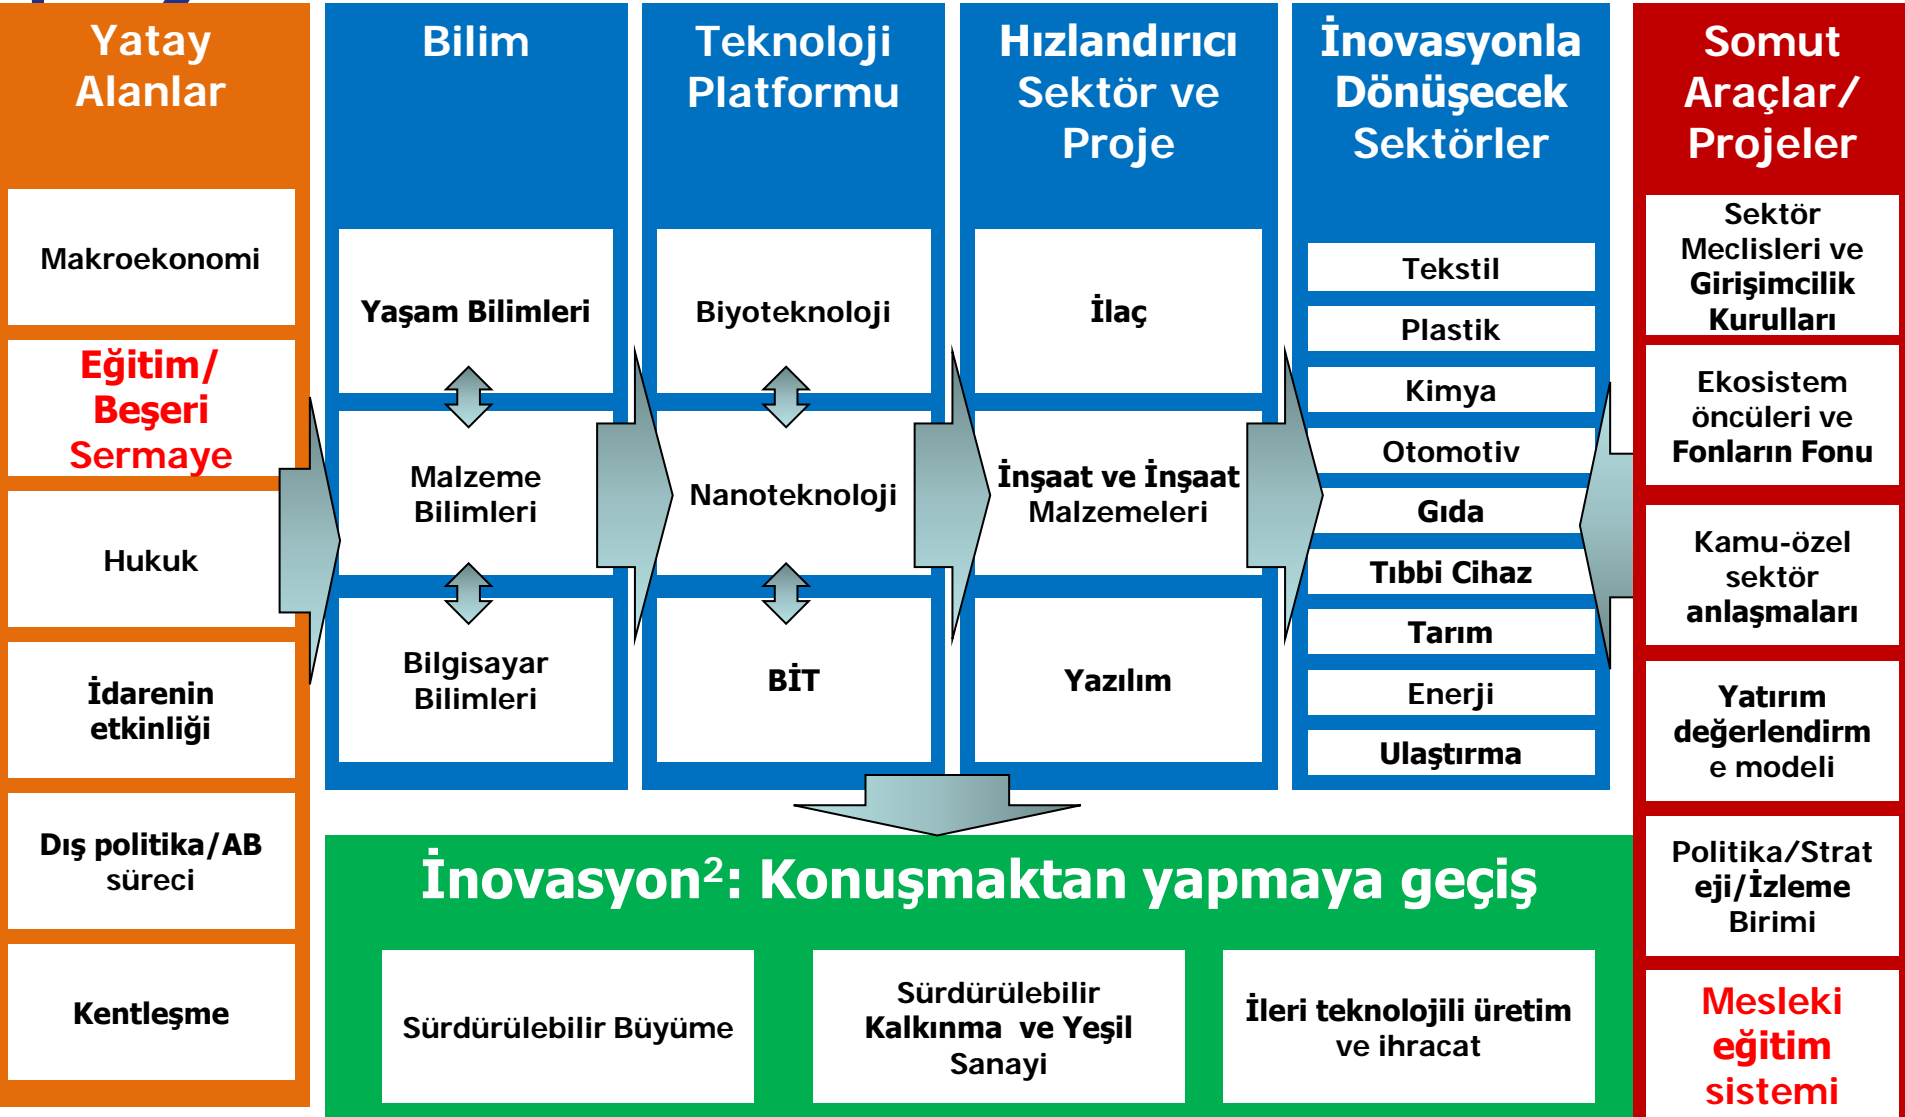 Yatay
Alanlar
Makroekonomi
Eğitim/
Beşeri
Sermaye
Hukuk
İdarenin
etkinliği
Dış politika/AB
süreci
Kentleşme
Bilim
Yaşam Bilimleri
Malzeme
Bilimleri
Bilgisayar
Bilimleri
Teknoloji
Platformu
Biyoteknoloji
Nanoteknoloji
BİT
Hızlandırıcı
Sektör ve
Proje
İlaç
İnşaat ve İnşaat
Malzemeleri
Yazılım
İnovasyonla
Dönüşecek
Sektörler
Tekstil
Plastik
Kimya
Otomotiv
Gıda
Tıbbi Cihaz
Tarım
Enerji
Ulaştırma
Somut
Araçlar/
Projeler
Sektör
Meclisleri ve
Girişimcilik
Kurulları
Ekosistem
öncüleri ve
Fonların Fonu
Kamu-özel
sektör
anlaşmaları
Yatırım
değerlendirm
e modeli
Politika/Strat
eji/İzleme
Birimi
Mesleki
eğitim
sistemi
İnovasyon²: Konuşmaktan yapmaya geçiş
Sürdürülebilir Büyüme
Sürdürülebilir
Kalkınma ve Yeşil
Sanayi
İleri teknolojili üretim
ve ihracat